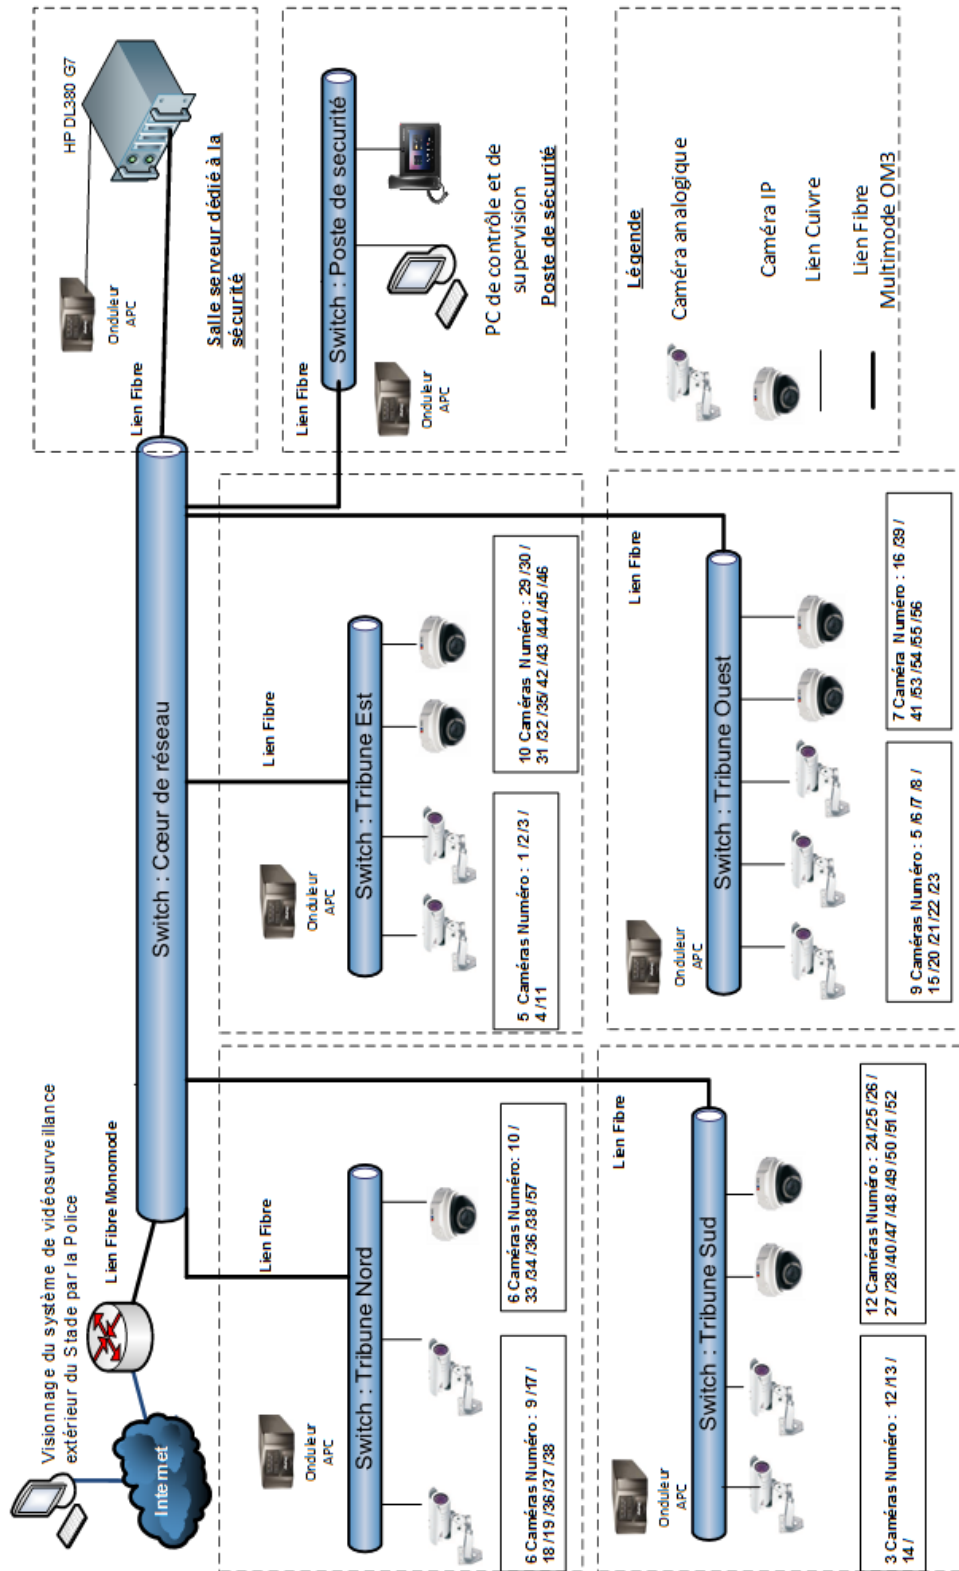 Visionnage du système de vidéosurveillance
extérieur du Stade par la Police
Internet
Lien Fibre Monomode
Switch : Cœur de réseau
Lien Fibre
HP DL380 G7
Onduleur
APC
Salle serveur dédié à la
sécurité
Lien Fibre
Switch : Poste de securité
Onduleur
APC
PC de contrôle et de
supervision
Poste de sécurité
Lien Fibre
Onduleur
APC
Switch : Tribune Nord
6 Caméras Numéro : 9 /17 /
18 /19 /36/37 /38
6 Caméras Numéro: 10 /
33 /34 /36 /38 /57
Lien Fibre
Onduleur
APC
Switch : Tribune Est
5 Caméras Numéro : 1 /2 /3 /
4 /11
10 Caméras Numéro : 29 /30 /
31 /32 /35/ 42 /43 /44 /45 /46
Lien Fibre
Onduleur
APC
Switch : Tribune Sud
3 Caméras Numéro : 12 /13 /
14 /
12 Caméras Numéro : 24 /25 /26 /
27 /28 /40 /47 /48 /49 /50 /51 /52
Lien Fibre
Onduleur
APC
Switch : Tribune Ouest
9 Caméras Numéro : 5 /6 /7 /8 /
15 /20 /21 /22 /23
7 Caméra Numéro : 16 /39 /
41 /53 /54 /55 /56
Légende
Caméra analogique
Caméra IP
Lien Cuivre
Lien Fibre
Multimode OM3